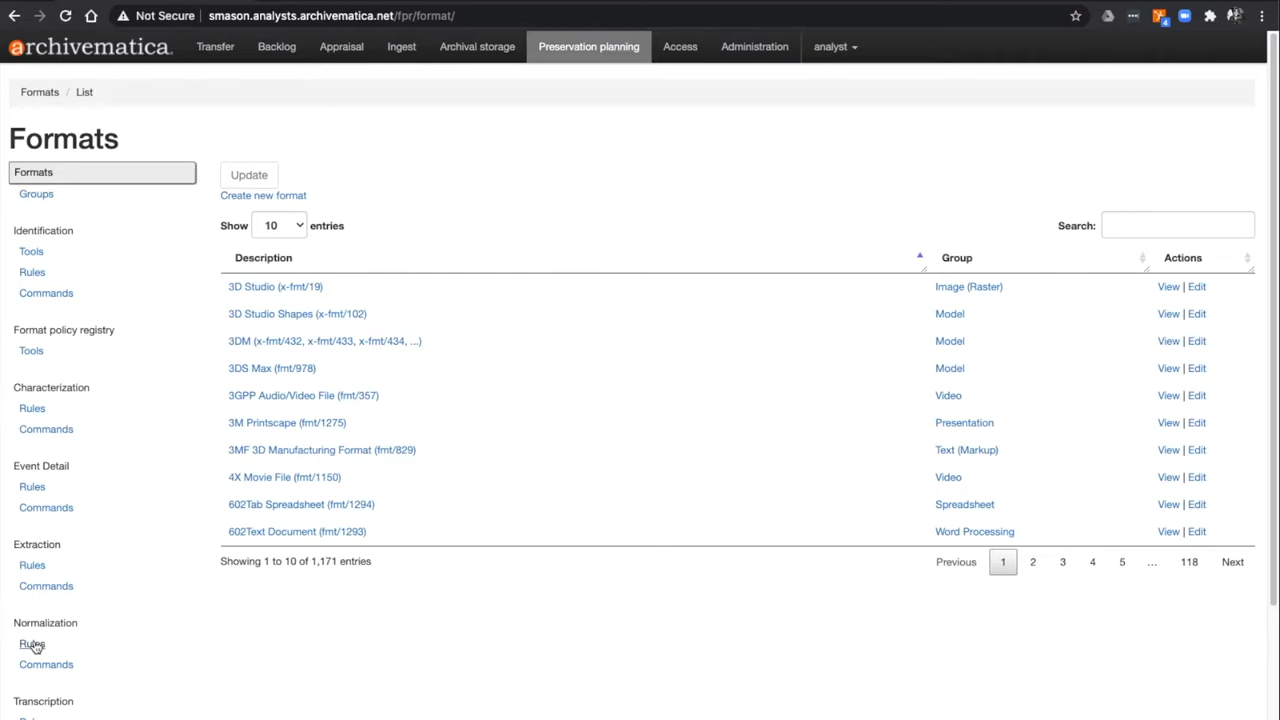 Not Secure smason.analysts.archivematica.net/fpr/format/
4
archivematica. Transfer Backlog Appraisal Ingest Archival storage Preservation planning Access Administration analyst
Formats / List
Formats
Formats
Groups
Identification
Tools
Rules
Commands
Format policy registry
Tools
Characterization
Rules
Commands
Event Detail
Rules
Commands
Extraction
Rules
Commands
Normalization
Rules
Commands
Transcription
Update
Create new format
Show 10 entries Search:
Description Group Actions
3D Studio (x-fmt/19) Image (Raster) View | Edit
3D Studio Shapes (x-fmt/102) Model View | Edit
3DM (x-fmt/432, x-fmt/433, x-fmt/434, ...) Model View | Edit
3DS Max (fmt/978) Model View | Edit
3GPP Audio/Video File (fmt/357) Video View | Edit
3M Printscape (fmt/1275) Presentation View | Edit
3MF 3D Manufacturing Format (fmt/829) Text (Markup) View | Edit
4X Movie File (fmt/1150) Video View | Edit
602Tab Spreadsheet (fmt/1294) Spreadsheet View | Edit
602Text Document (fmt/1293) Word Processing View | Edit
Showing 1 to 10 of 1,171 entries Previous 1 2 3 4 5 ... 118 Next